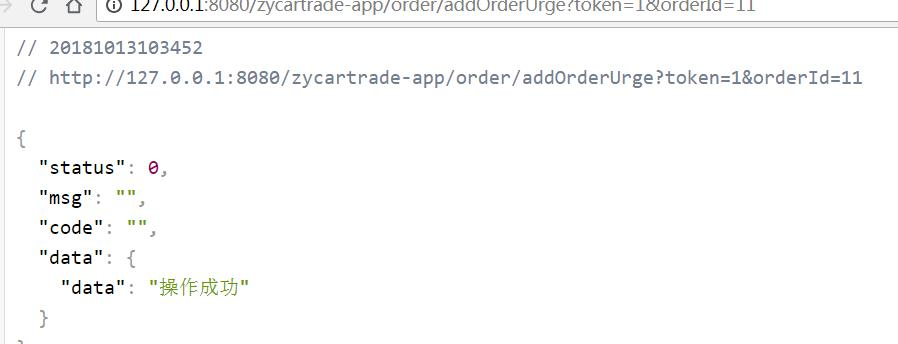 127.0.0.1:8080/zycartrade-app/order/addOrderUrge?token=1&orderId=11
// 20181013103452
// http://127.0.0.1:8080/zycartrade-app/order/addOrderUrge?token=1&orderId=11
{
"status": 0,
"msg": "",
"code": "",
"data": {
"data": "操作成功"
}
}